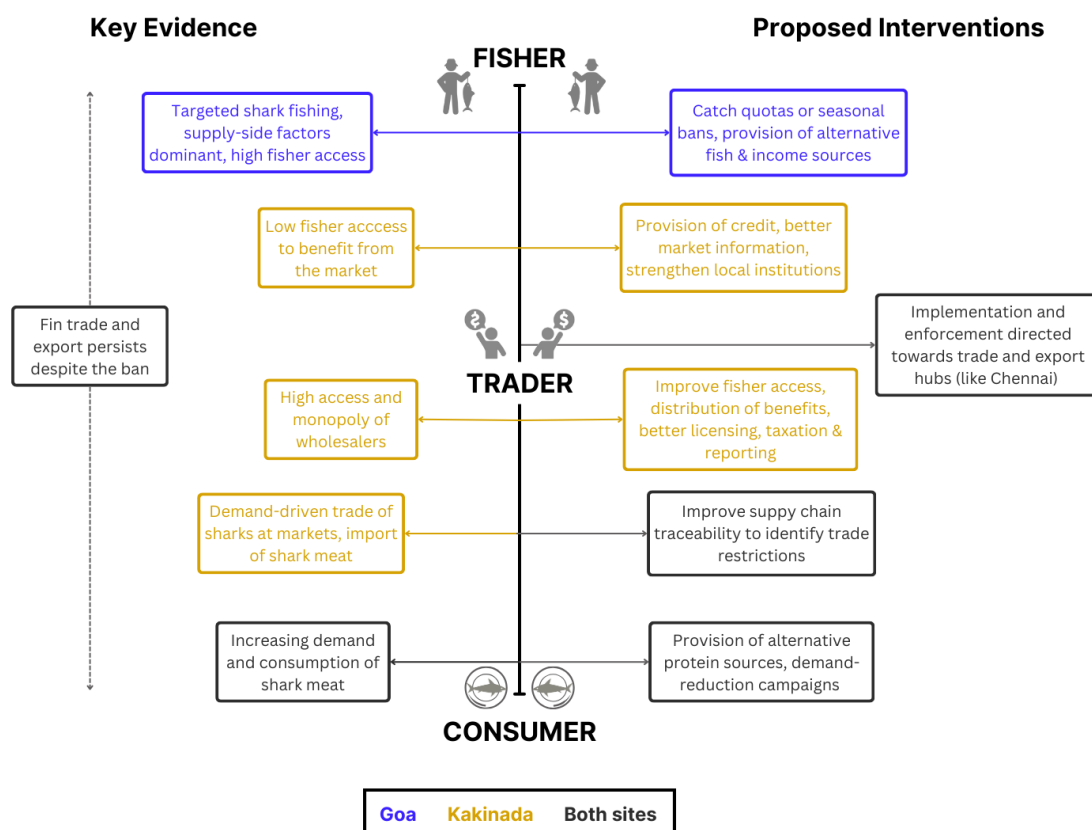 Key Evidence
Proposed Interventions
FISHER
Targeted shark fishing,
supply-side factors
dominant, high fisher access
Catch quotas or seasonal
bans, provision of alternative
fish & income sources
Low fisher acccess
to benefit from
the market
Provision of credit, better
market information,
strengthen local institutions
Fin trade and
export persists
despite the ban
$
Implementation and
enforcement directed
towards trade and export
hubs (like Chennai)
TRADER
High access and
monopoly of
wholesalers
Improve fisher access,
distribution of benefits,
better licensing, taxation &
reporting
Demand-driven trade of
sharks at markets, import
of shark meat
Improve suppy chain
traceability to identify trade
restrictions
Increasing demand
and consumption of
shark meat
Provision of alternative
protein sources, demand-
reduction campaigns
CONSUMER
Goa Kakinada Both sites